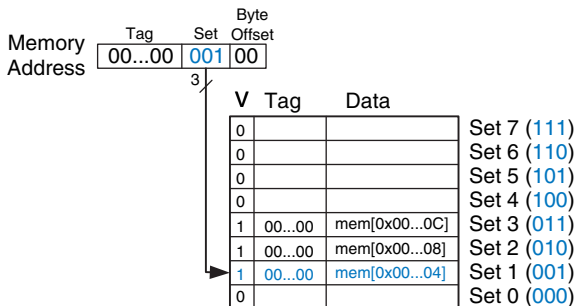 Byte
Tag Set Offset
Memory Address 00...00 001 00
3
V Tag Data
0 Set 7 (111)
0 Set 6 (110)
0 Set 5 (101)
0 Set 4 (100)
1 00...00 mem[0x00...0C] Set 3 (011)
1 00...00 mem[0x00...08] Set 2 (010)
1 00...00 mem[0x00...04] Set 1 (001)
0 Set 0 (000)